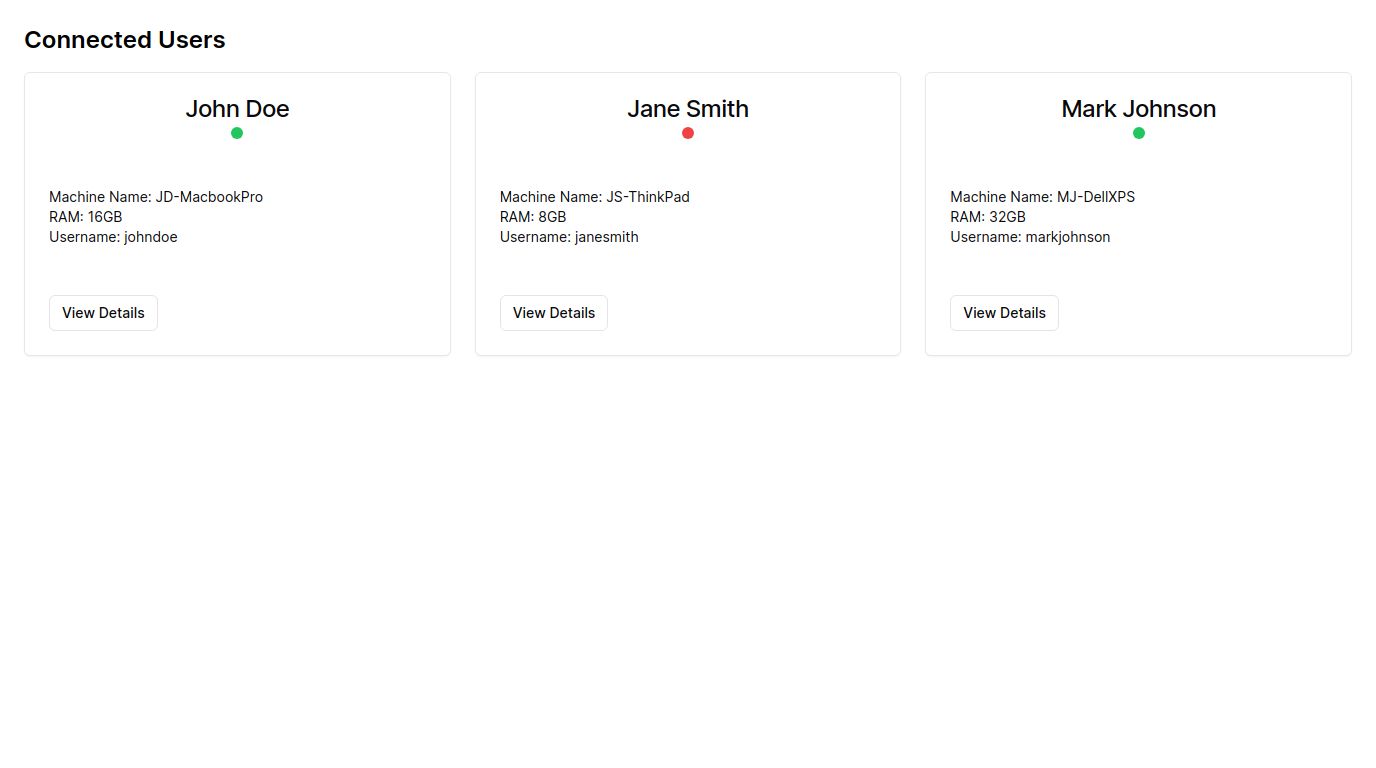 Connected Users
John Doe
Machine Name: JD-MacbookPro
RAM: 16GB
Username: johndoe
View Details
Jane Smith
Machine Name: JS-ThinkPad
RAM: 8GB
Username: janesmith
View Details
Mark Johnson
Machine Name: MJ-DellXPS
RAM: 32GB
Username: markjohnson
View Details